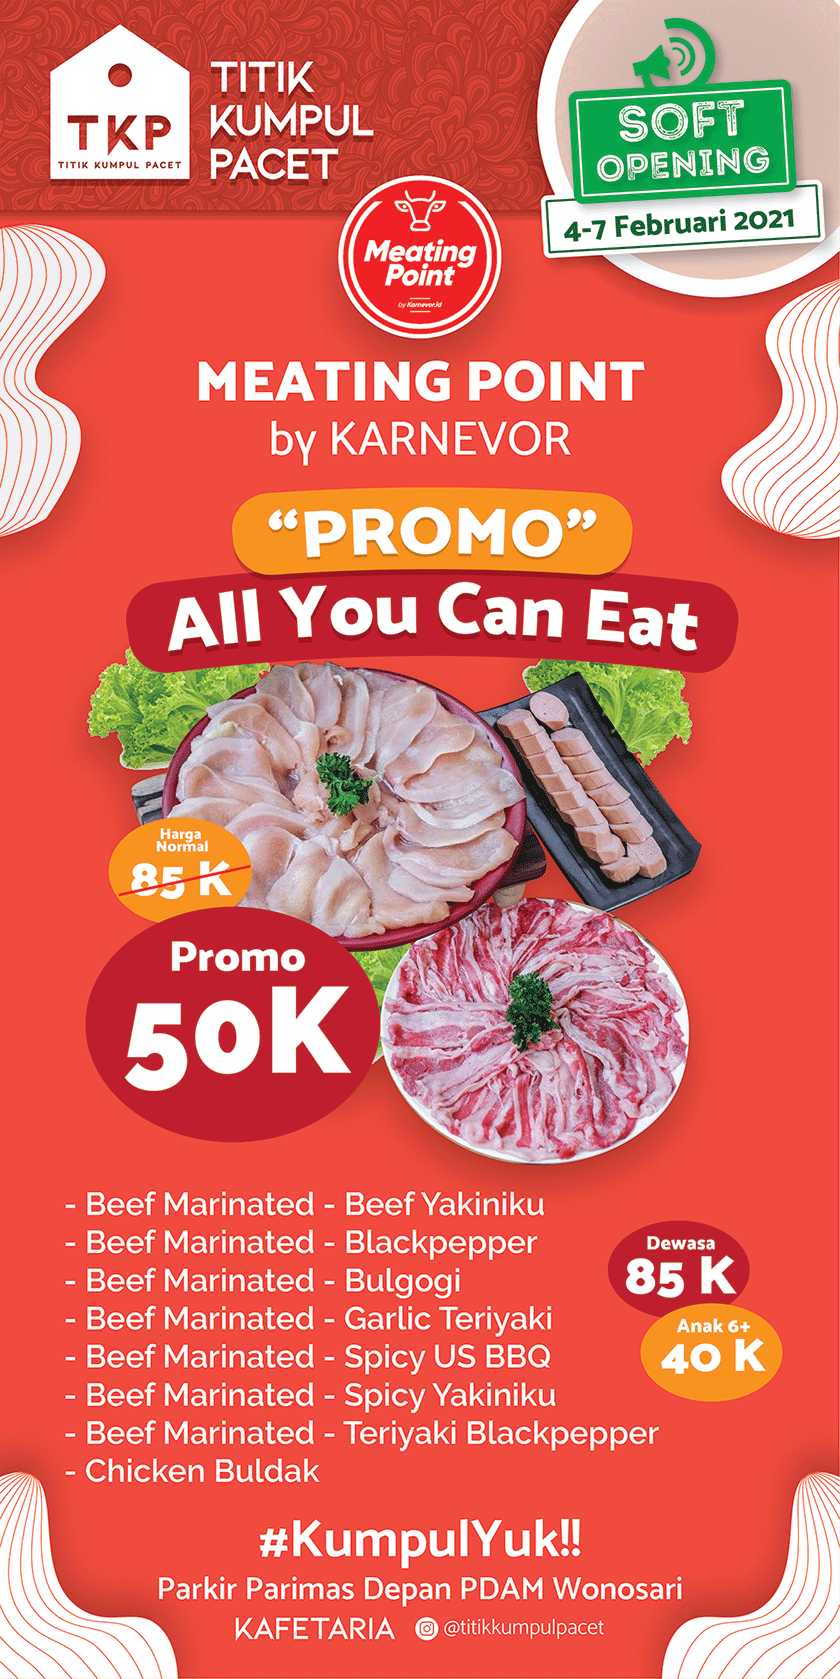 TKP
TITIK KUMPUL PACET
TITIK
KUMPUL
PACET
SOFT
OPENING
4-7 Februari 2021
Meating
Point
by Karnevor.id
MEATING POINT
by KARNEVOR
“PROMO”
All You Can Eat
Harga
Normal
85 K
Promo
50K
- Beef Marinated - Beef Yakiniku
- Beef Marinated - Blackpepper
- Beef Marinated - Bulgogi
- Beef Marinated - Garlic Teriyaki
- Beef Marinated - Spicy US BBQ
- Beef Marinated - Spicy Yakiniku
- Beef Marinated - Teriyaki Blackpepper
- Chicken Buldak
Dewasa
85 K
Anak 6+
40 K
#KumpulYuk!!
Parkir Parimas Depan PDAM Wonosari
KAFETARIA @titikkumpulpacet